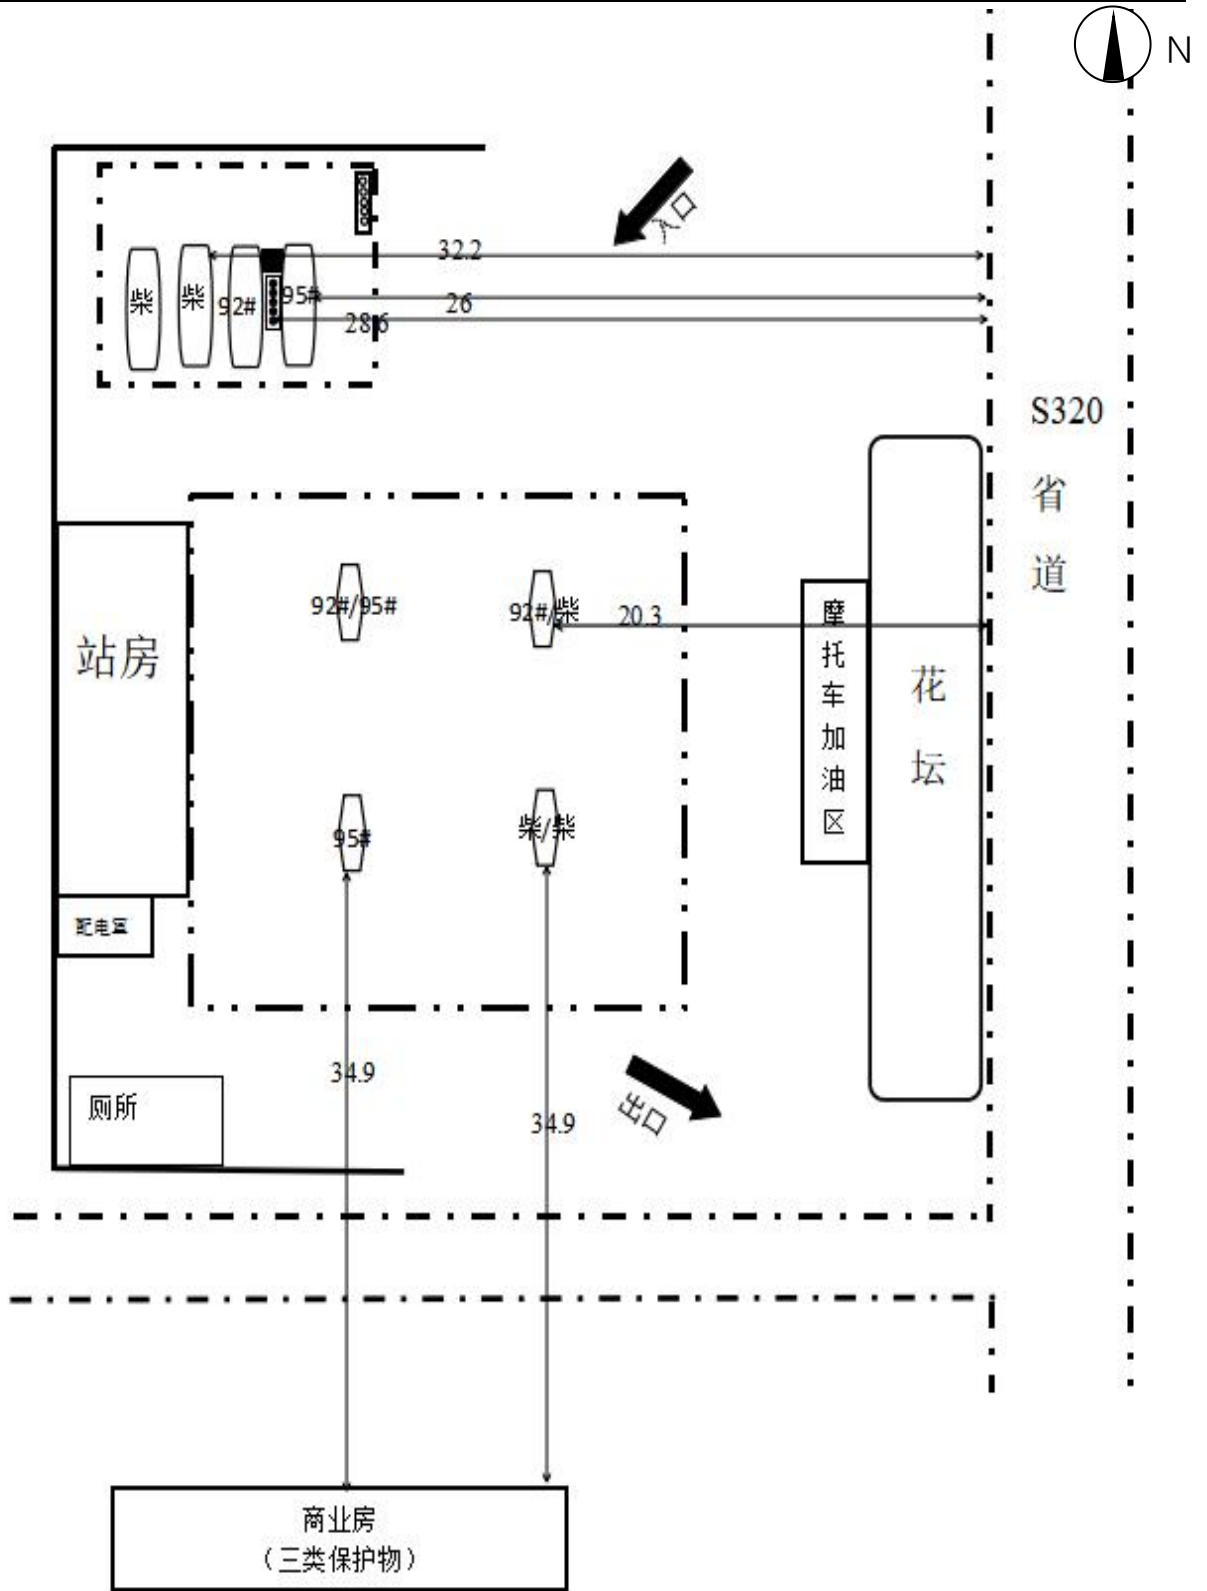 N
入口
32.2
柴
柴
92#
95#
26
28.6
S320
省
道
92#/95#
92#/柴
20.3
摩
托
车
加
油
区
站房
花
坛
95#
柴/柴
配电室
34.9
34.9
出口
厕所
商业房
（三类保护物）